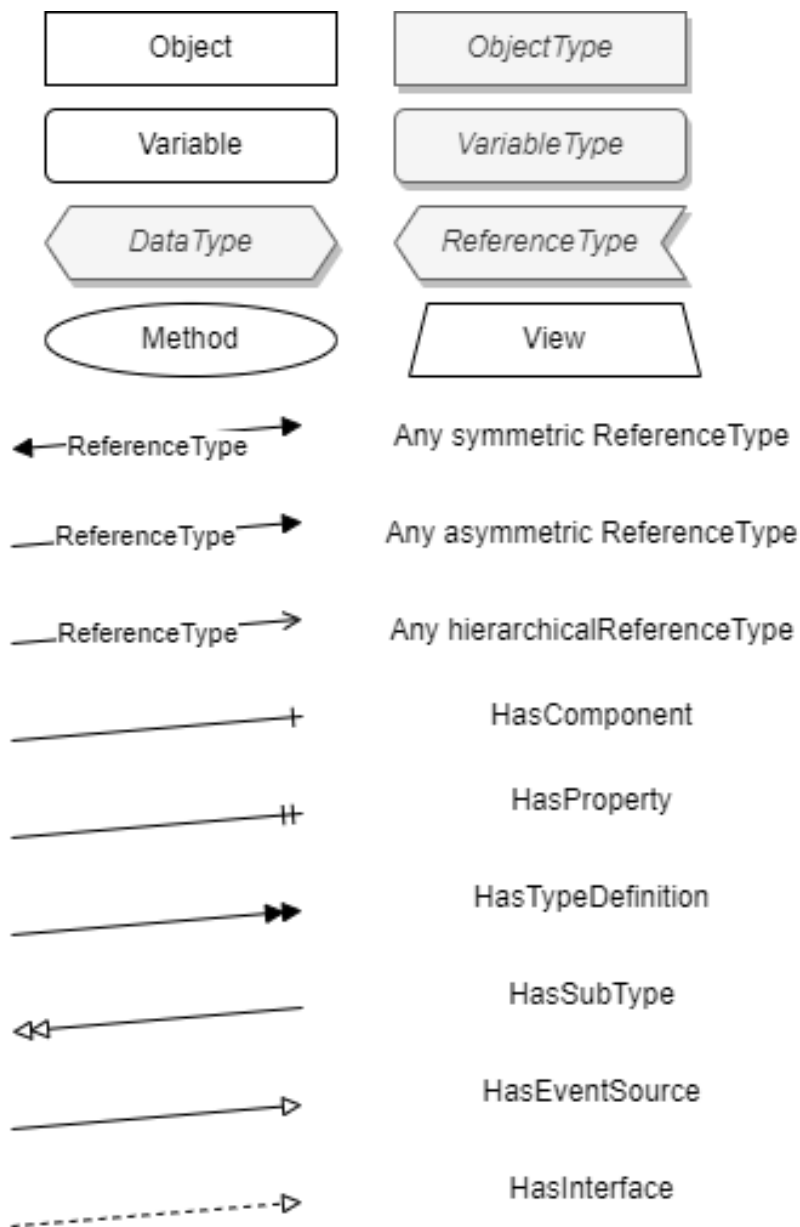 Object
ObjectType
Variable
VariableType
DataType
ReferenceType
Method
View
ReferenceType
Any symmetric ReferenceType
ReferenceType
Any asymmetric ReferenceType
ReferenceType
Any hierarchicalReferenceType
HasComponent
HasProperty
HasTypeDefinition
HasSubType
HasEventSource
HasInterface